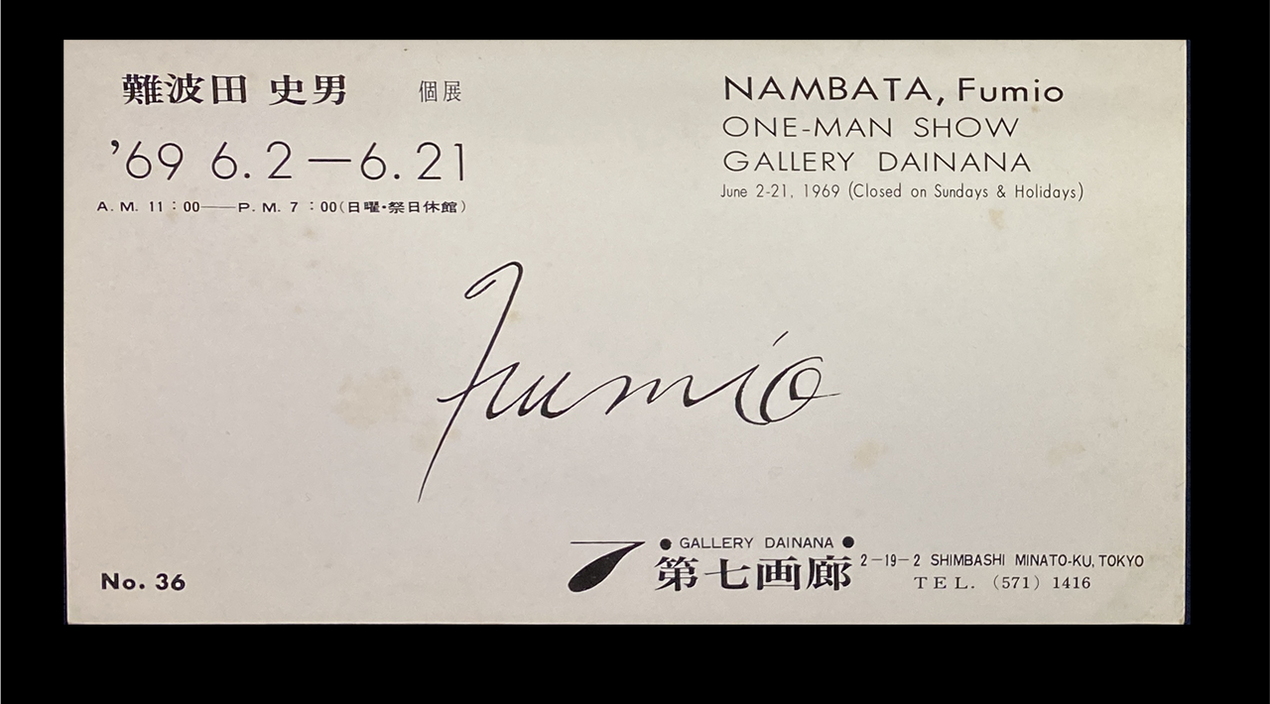 難波田 史男 個展
'69 6.2—6.21
A.M. 11:00——P.M. 7:00(日曜・祭日休館)
NAMBATA, Fumio
ONE-MAN SHOW
GALLERY DAINANA
June 2-21, 1969 (Closed on Sundays & Holidays)
Fumio
No. 36
7
● GALLERY DAINANA ●
第七画廊
2-19-2 SHIMBASHI MINATO-KU, TOKYO
TEL. (571) 1416